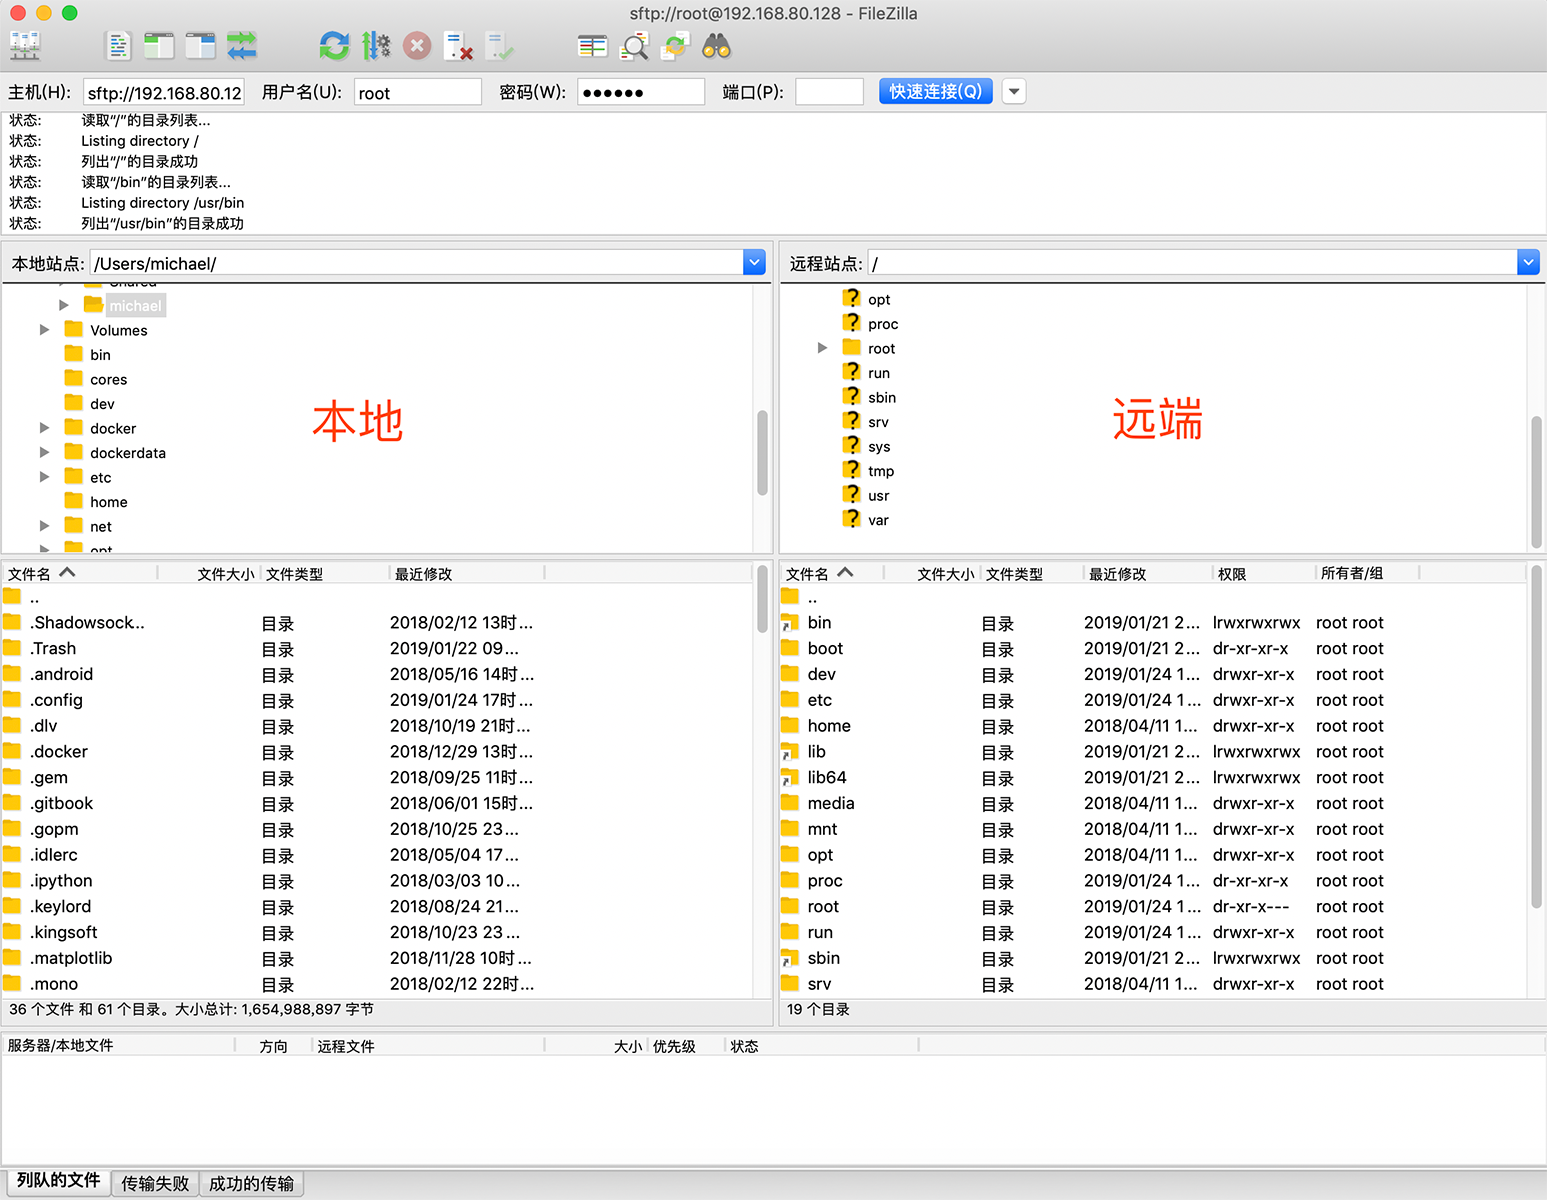 sftp://root@192.168.80.128 - FileZilla
主机(H): sftp://192.168.80.12 用户名(U): root 密码(W): ●●●●●● 端口(P): 快速连接(Q)
状态: 读取“/”的目录列表...
状态: Listing directory /
状态: 列出“/”的目录成功
状态: 读取“/bin”的目录列表...
状态: Listing directory /usr/bin
状态: 列出“/usr/bin”的目录成功
本地站点: /Users/michael/
Shared
michael
Volumes
bin
cores
dev
docker
dockerdata
etc
home
net
opt
本地
远程站点: /
opt
proc
root
run
sbin
srv
sys
tmp
usr
var
远端
文件名 文件大小 文件类型 最近修改
..
.Shadowsock... 目录 2018/02/12 13时...
.Trash 目录 2019/01/22 09...
.android 目录 2018/05/16 14时...
.config 目录 2019/01/24 17时...
.dlv 目录 2018/10/19 21时...
.docker 目录 2018/12/29 13时...
.gem 目录 2018/09/25 11时...
.gitbook 目录 2018/06/01 15时...
.gopm 目录 2018/10/25 23...
.idlerc 目录 2018/05/04 17...
.ipython 目录 2018/03/03 10...
.keylord 目录 2018/08/24 21...
.kingsoft 目录 2018/10/23 23...
.matplotlib 目录 2018/11/28 10时...
.mono 目录 2018/02/12 22时...
36 个文件 和 61 个目录。大小总计: 1,654,988,897 字节
文件名 文件大小 文件类型 最近修改 权限 所有者/组
..
bin 目录 2019/01/21 2... lrwxrwxrwx root root
boot 目录 2019/01/21 2... dr-xr-xr-x root root
dev 目录 2019/01/24 1... drwxr-xr-x root root
etc 目录 2019/01/24 1... drwxr-xr-x root root
home 目录 2018/04/11 1... drwxr-xr-x root root
lib 目录 2019/01/21 2... lrwxrwxrwx root root
lib64 目录 2019/01/21 2... lrwxrwxrwx root root
media 目录 2018/04/11 1... drwxr-xr-x root root
mnt 目录 2018/04/11 1... drwxr-xr-x root root
opt 目录 2018/04/11 1... drwxr-xr-x root root
proc 目录 2019/01/24 1... dr-xr-xr-x root root
root 目录 2019/01/24 1... dr-xr-x--- root root
run 目录 2019/01/24 1... drwxr-xr-x root root
sbin 目录 2019/01/21 2... lrwxrwxrwx root root
srv 目录 2018/04/11 1... drwxr-xr-x root root
19 个目录
服务器/本地文件 方向 远程文件 大小 优先级 状态
列队的文件 传输失败 成功的传输